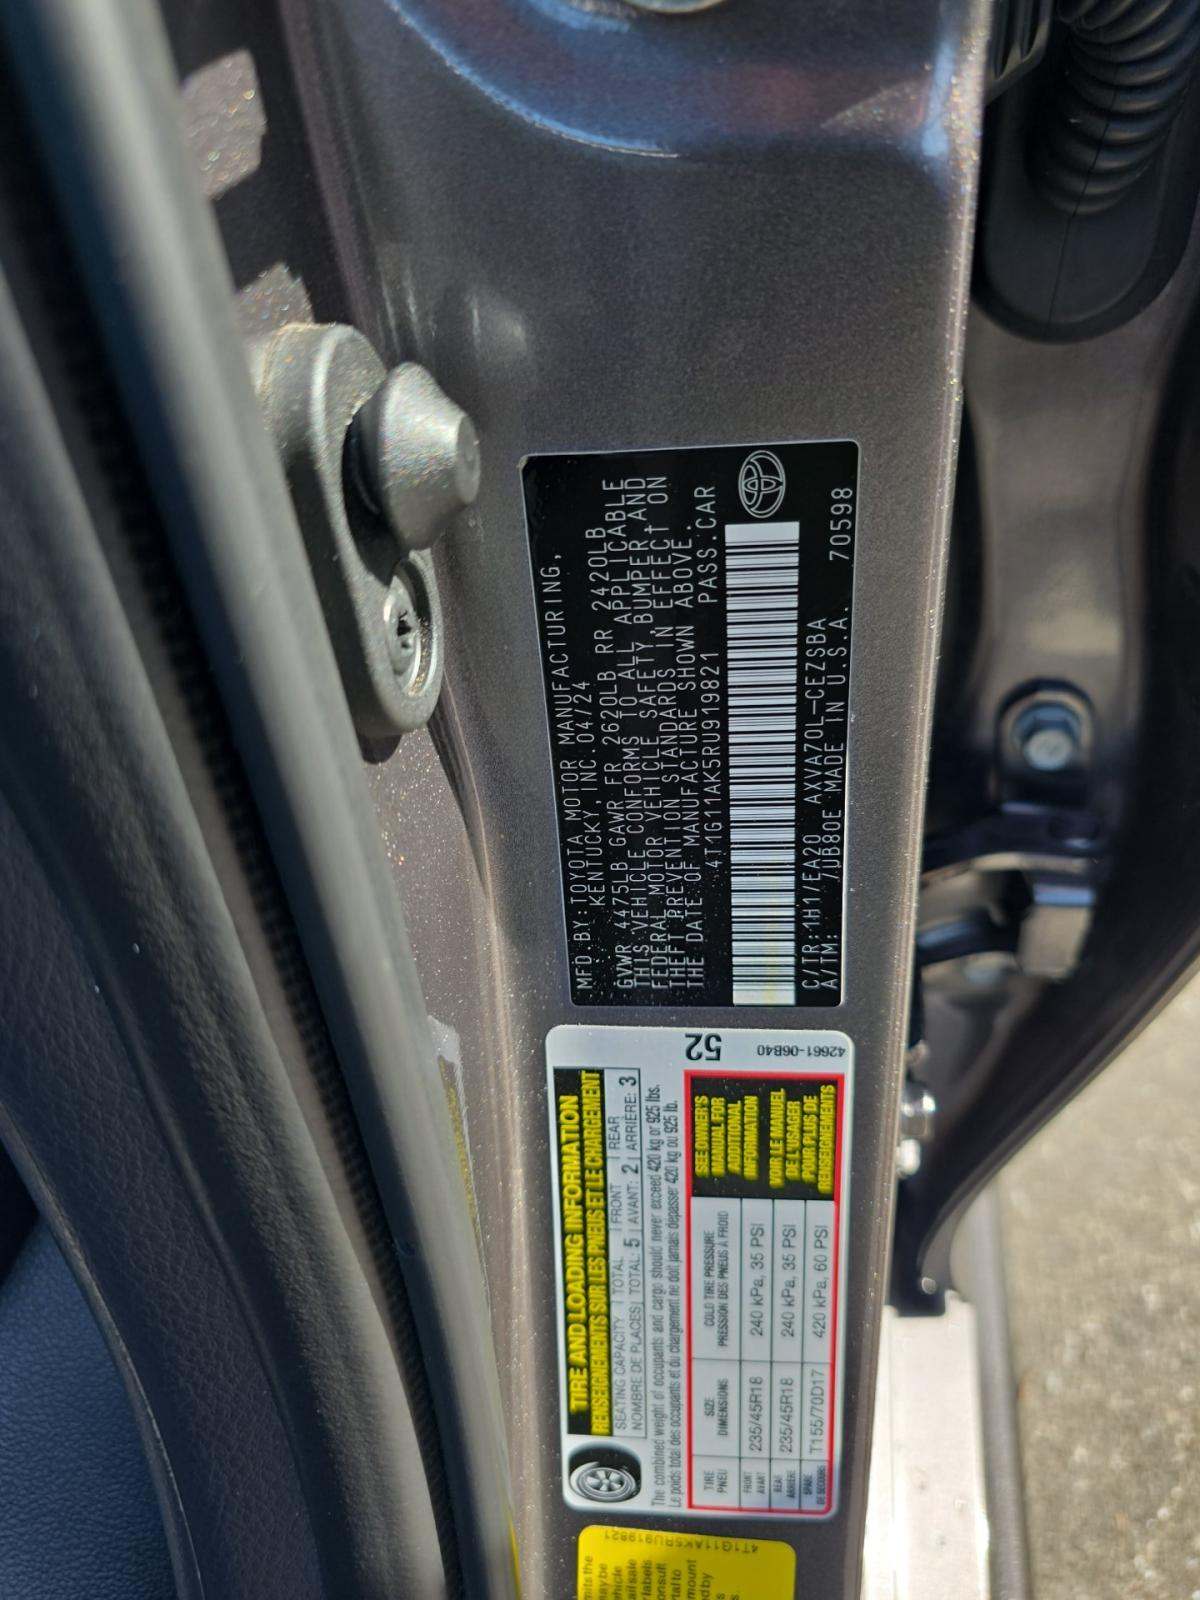 MFD.BY:TOYOTA MOTOR MANUFACTURING,
KENTUCKY, INC. 04/24
GVWR 4475LB GAWR FR 2620LB RR 2420LB
THIS VEHICLE CONFORMS TO ALL APPLICABLE
FEDERAL MOTOR VEHICLE SAFETY, BUMPER AND
THEFT PREVENTION STANDARDS IN EFFECT ON
THE DATE OF MANUFACTURE SHOWN ABOVE.
4T1G11AK5RU919821 PASS.CAR
C/TR:1H17EA20 AXVA70L-CEZSBA
A/TM: 7UB80E MADE IN U.S.A. 70598
TIRE AND LOADING INFORMATION
RENSEIGNEMENTS SUR LES PNEUS ET LE CHARGEMENT
SEATING CAPACITY | TOTAL | FRONT | REAR
NOMBRE DE PLACES | TOTAL: 5 | AVANT: 2 | ARRIÈRE: 3
The combined weight of occupants and cargo should never exceed 420 kg or 925 lbs.
Le poids total des occupants et du chargement ne doit jamais dépasser 420 kg ou 925 lb.
52
42661-06B40
TIRE
PNEU
SIZE
DIMENSIONS
COLD TIRE PRESSURE
PRESSION DES PNEUS À FROID
FRONT
AVANT
235/45R18
240 kPa, 35 PSI
REAR
ARRIÈRE
235/45R18
240 kPa, 35 PSI
SPARE
DE SECOURS
T155/70D17
420 kPa, 60 PSI
SEE OWNER'S
MANUAL FOR
ADDITIONAL
INFORMATION
VOIR LE MANUEL
DE L'USAGER
POUR PLUS DE
RENSEIGNEMENTS
4T1G11AK5RU919821